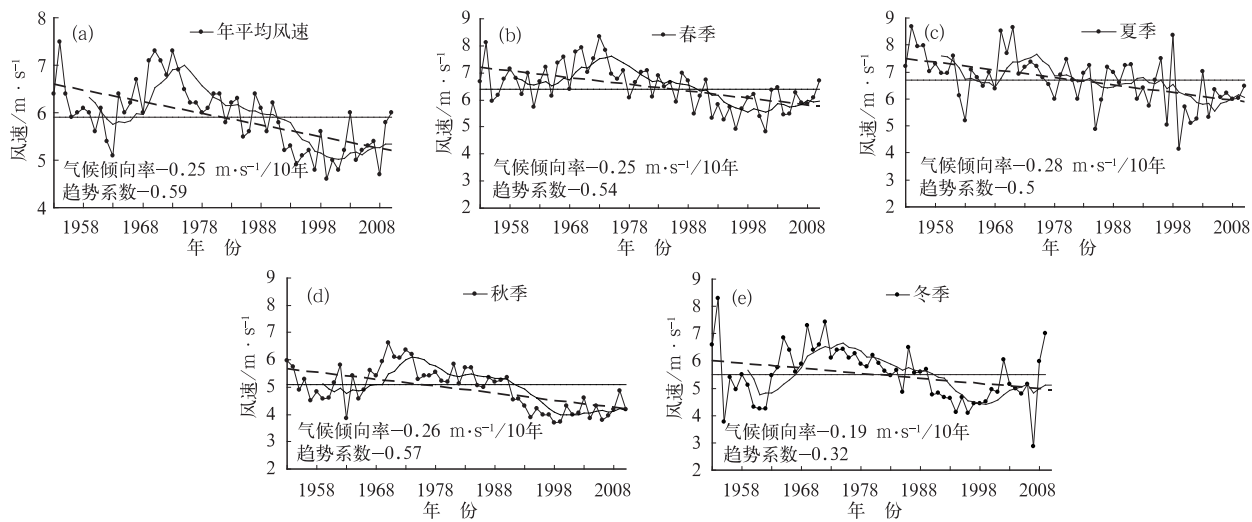 (a)
年平均风速
8
7
6
5
4
风速/m · s⁻¹
气候倾向率−0.25 m·s⁻¹/10年
趋势系数−0.59
1958 1968 1978 1988 1998 2008
年 份
(b)
春季
9
8
7
6
5
4
3
2
风速/m · s⁻¹
气候倾向率−0.25 m·s⁻¹/10年
趋势系数−0.54
1958 1968 1978 1988 1998 2008
年 份
(c)
夏季
9
8
7
6
5
4
3
2
风速/m · s⁻¹
气候倾向率−0.28 m·s⁻¹/10年
趋势系数−0.5
1958 1968 1978 1988 1998 2008
年 份
(d)
秋季
9
8
7
6
5
4
3
2
风速/m · s⁻¹
气候倾向率−0.26 m·s⁻¹/10年
趋势系数−0.57
1958 1968 1978 1988 1998 2008
年 份
(e)
冬季
9
8
7
6
5
4
3
2
风速/m · s⁻¹
气候倾向率−0.19 m·s⁻¹/10年
趋势系数−0.32
1958 1968 1978 1988 1998 2008
年 份